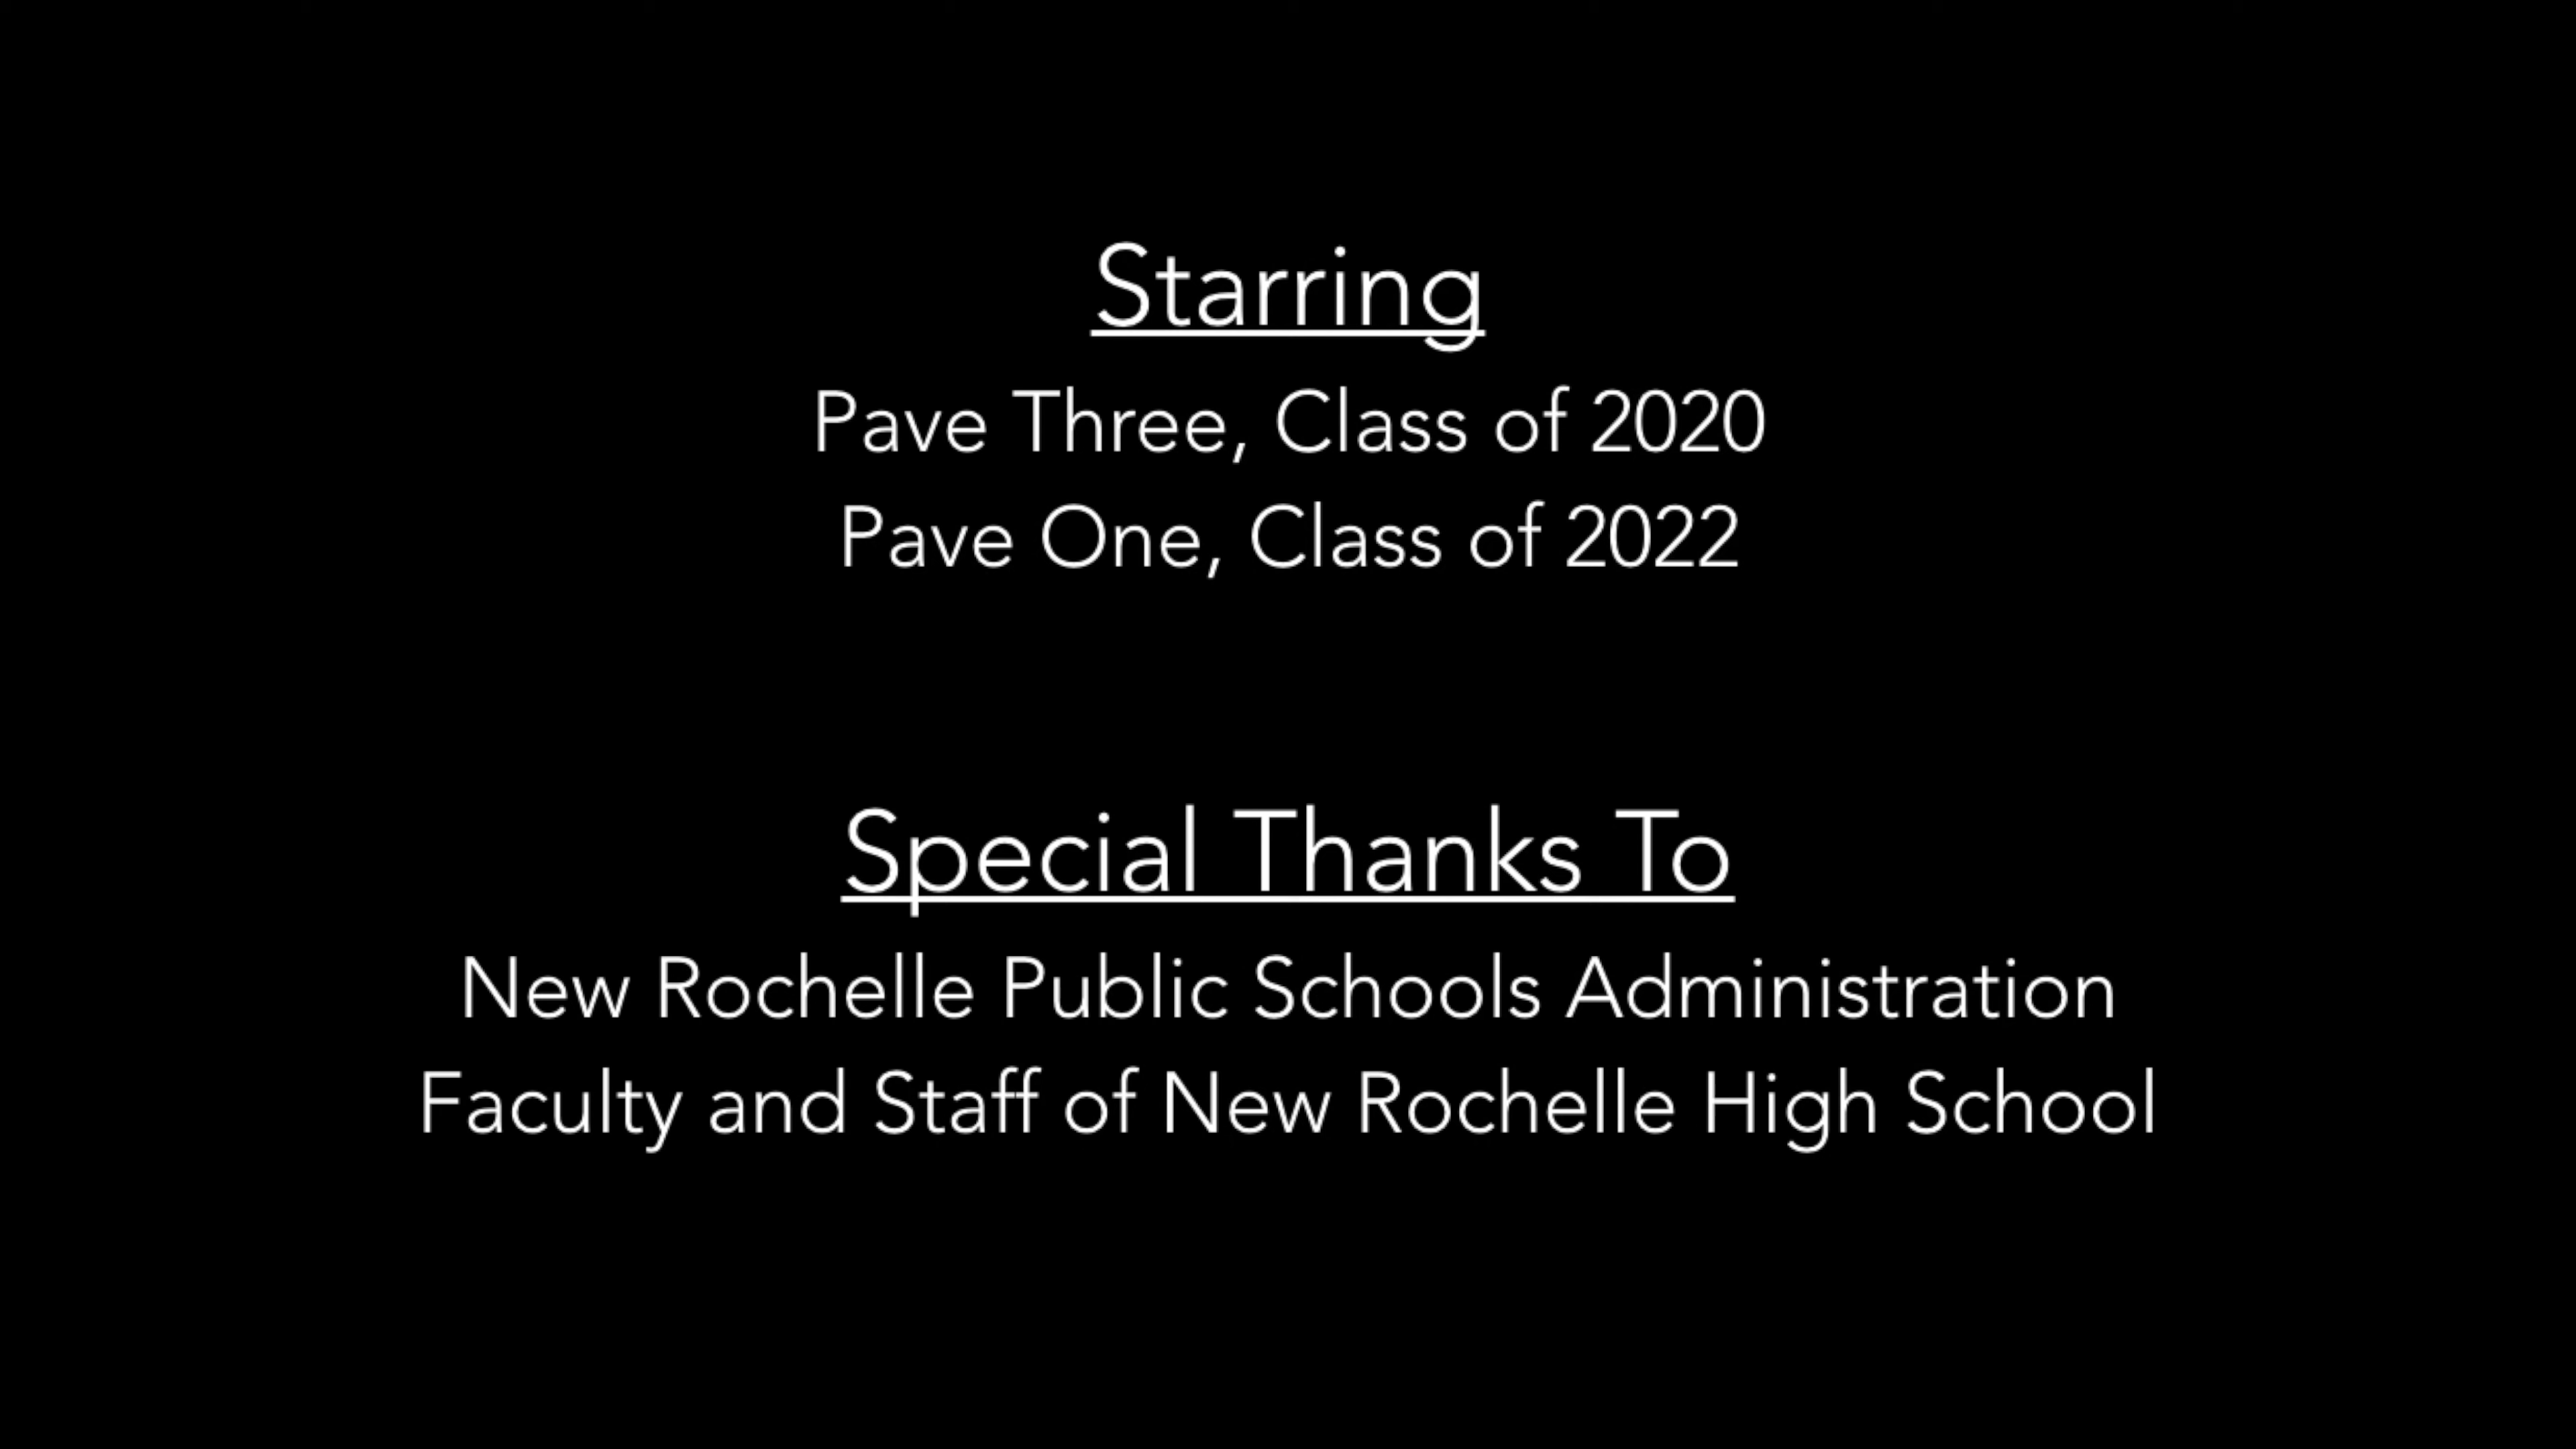 Starring
Pave Three, Class of 2020
Pave One, Class of 2022
Special Thanks To
New Rochelle Public Schools Administration
Faculty and Staff of New Rochelle High School